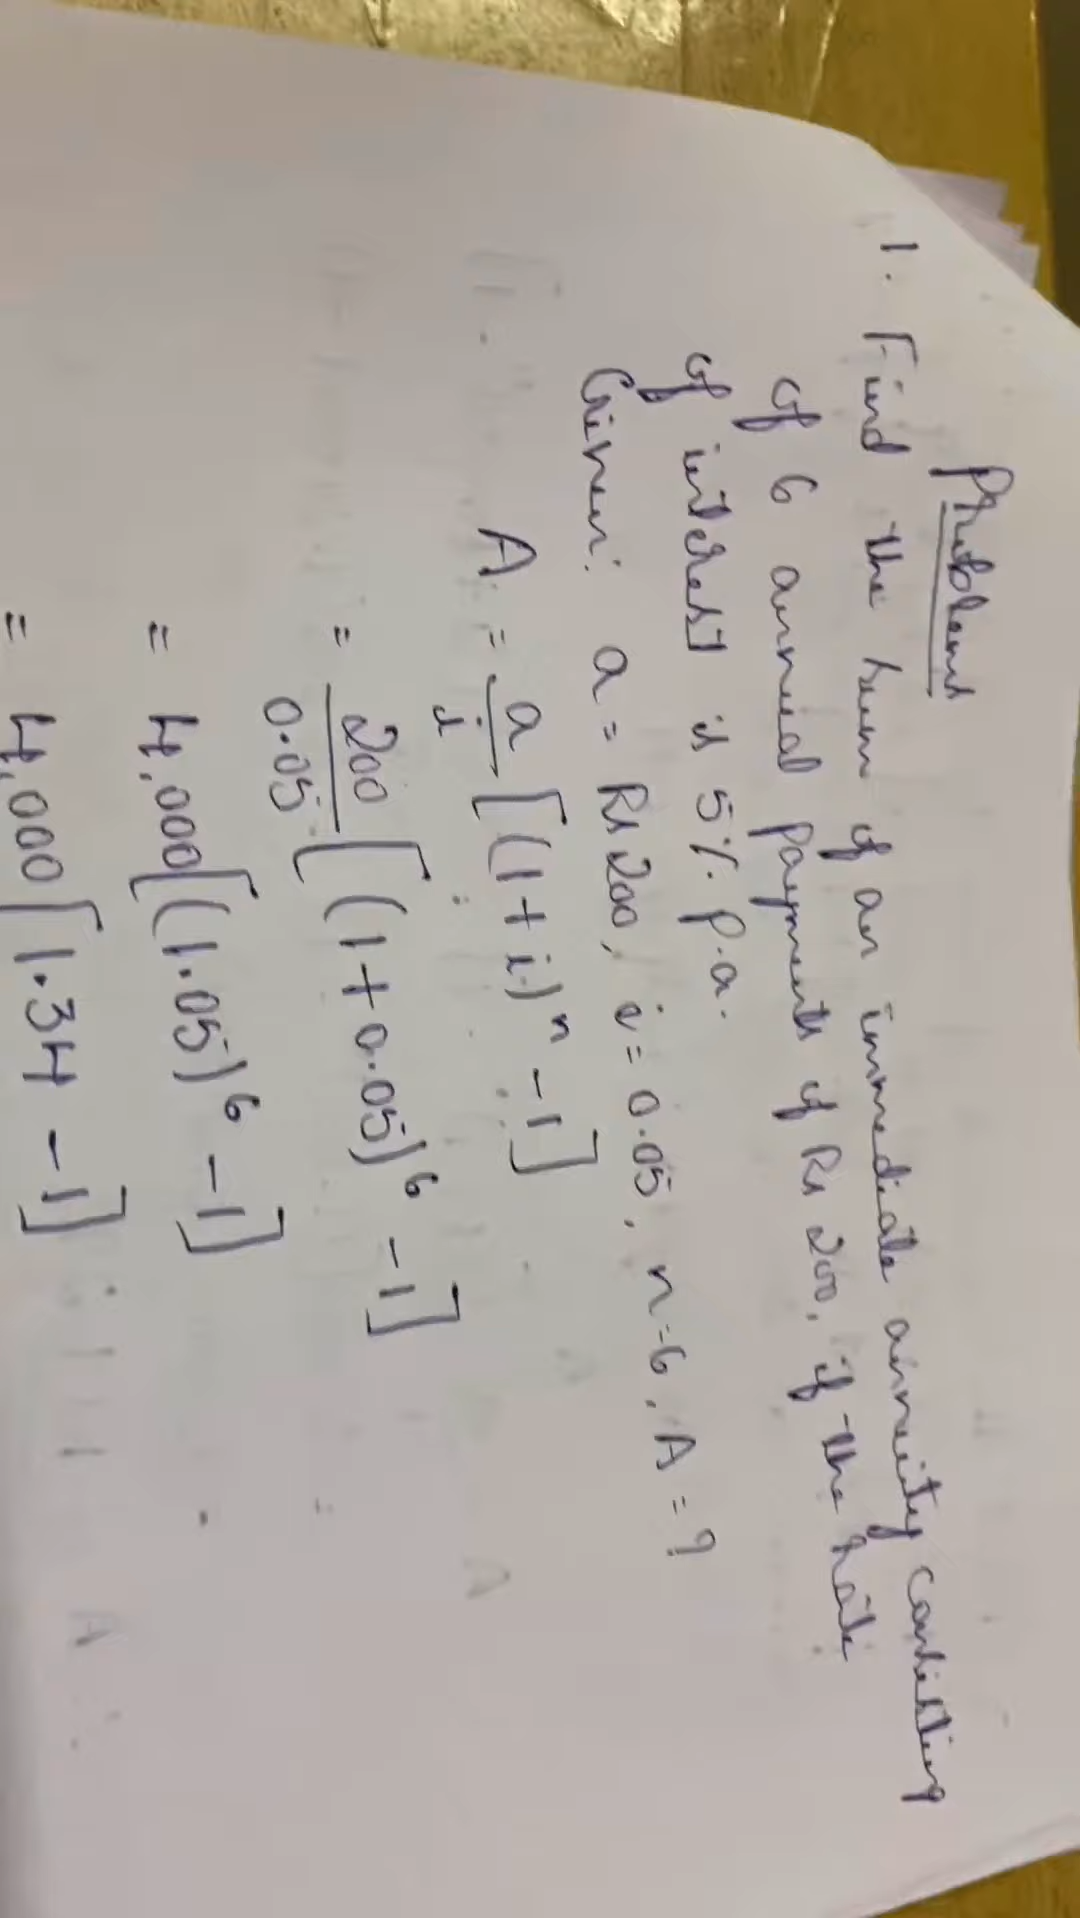 Problems
1. Find the sum of an immediate annuity consisting
of 6 annual payments of Rs 200, if the rate
of interest is 5% p.a.
Given: a = Rs 200, i = 0.05, n = 6, A = ?
A = a/i [(1 + i)^n - 1]
= 200/0.05 [(1 + 0.05)^6 - 1]
= 4,000 [(1.05)^6 - 1]
= 4,000 [1.34 - 1]